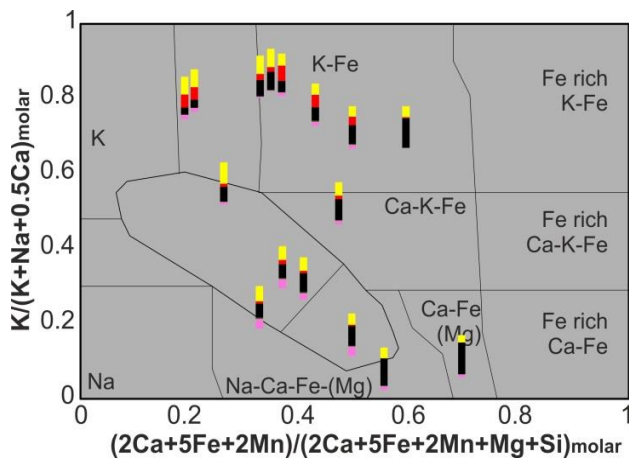 1
0.8
0.6
0.4
0.2
0
K/(K+Na+0.5Ca)molar
K-Fe
Fe rich
K-Fe
K
Ca-K-Fe
Fe rich
Ca-K-Fe
Ca-Fe
(Mg)
Fe rich
Ca-Fe
Na
Na-Ca-Fe-(Mg)
0 0.2 0.4 0.6 0.8 1
(2Ca+5Fe+2Mn)/(2Ca+5Fe+2Mn+Mg+Si)molar